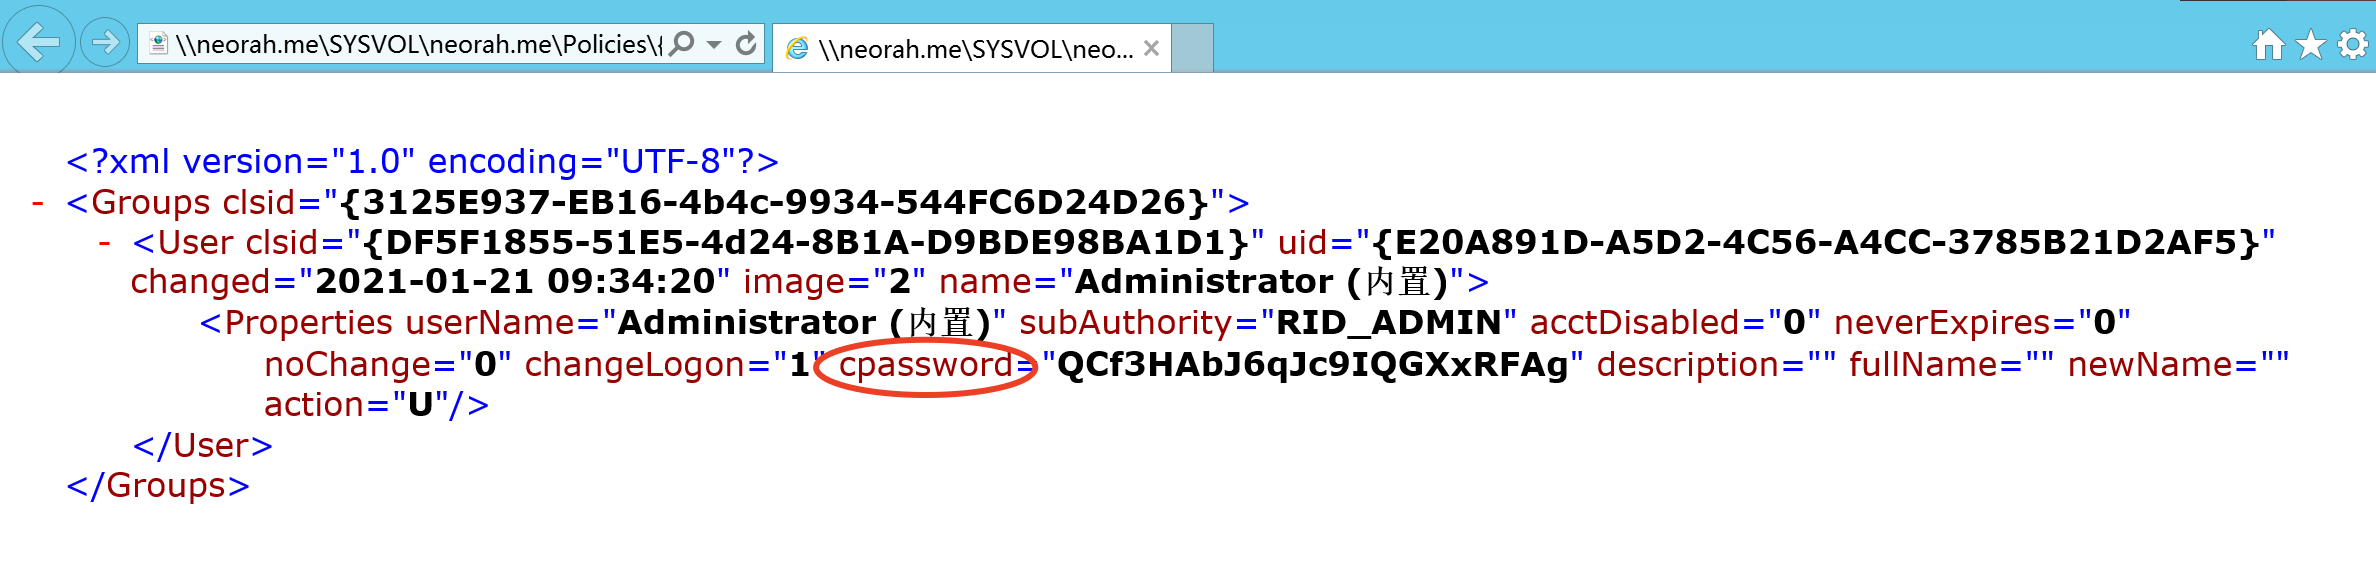 \\neorah.me\SYSVOL\neorah.me\Policies\{
\\neorah.me\SYSVOL\neo...
<?xml version="1.0" encoding="UTF-8"?>
- <Groups clsid="{3125E937-EB16-4b4c-9934-544FC6D24D26}">
- <User clsid="{DF5F1855-51E5-4d24-8B1A-D9BDE98BA1D1}" uid="{E20A891D-A5D2-4C56-A4CC-3785B21D2AF5}"
changed="2021-01-21 09:34:20" image="2" name="Administrator (内置)">
<Properties userName="Administrator (内置)" subAuthority="RID_ADMIN" acctDisabled="0" neverExpires="0"
noChange="0" changeLogon="1" cpassword="QCf3HAbJ6qJc9IQGXxRFAg" description="" fullName="" newName=""
action="U"/>
</User>
</Groups>